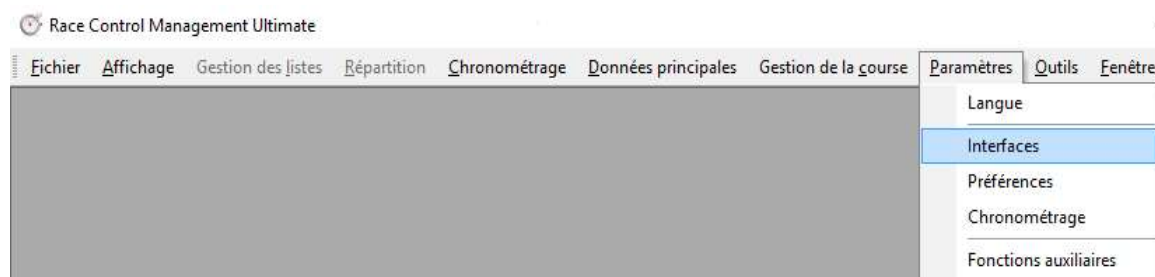 Race Control Management Ultimate
Fichier Affichage Gestion des listes Répartition Chronométrage Données principales Gestion de la course Paramètres Outils Fenêtre
Langue
Interfaces
Préférences
Chronométrage
Fonctions auxiliaires